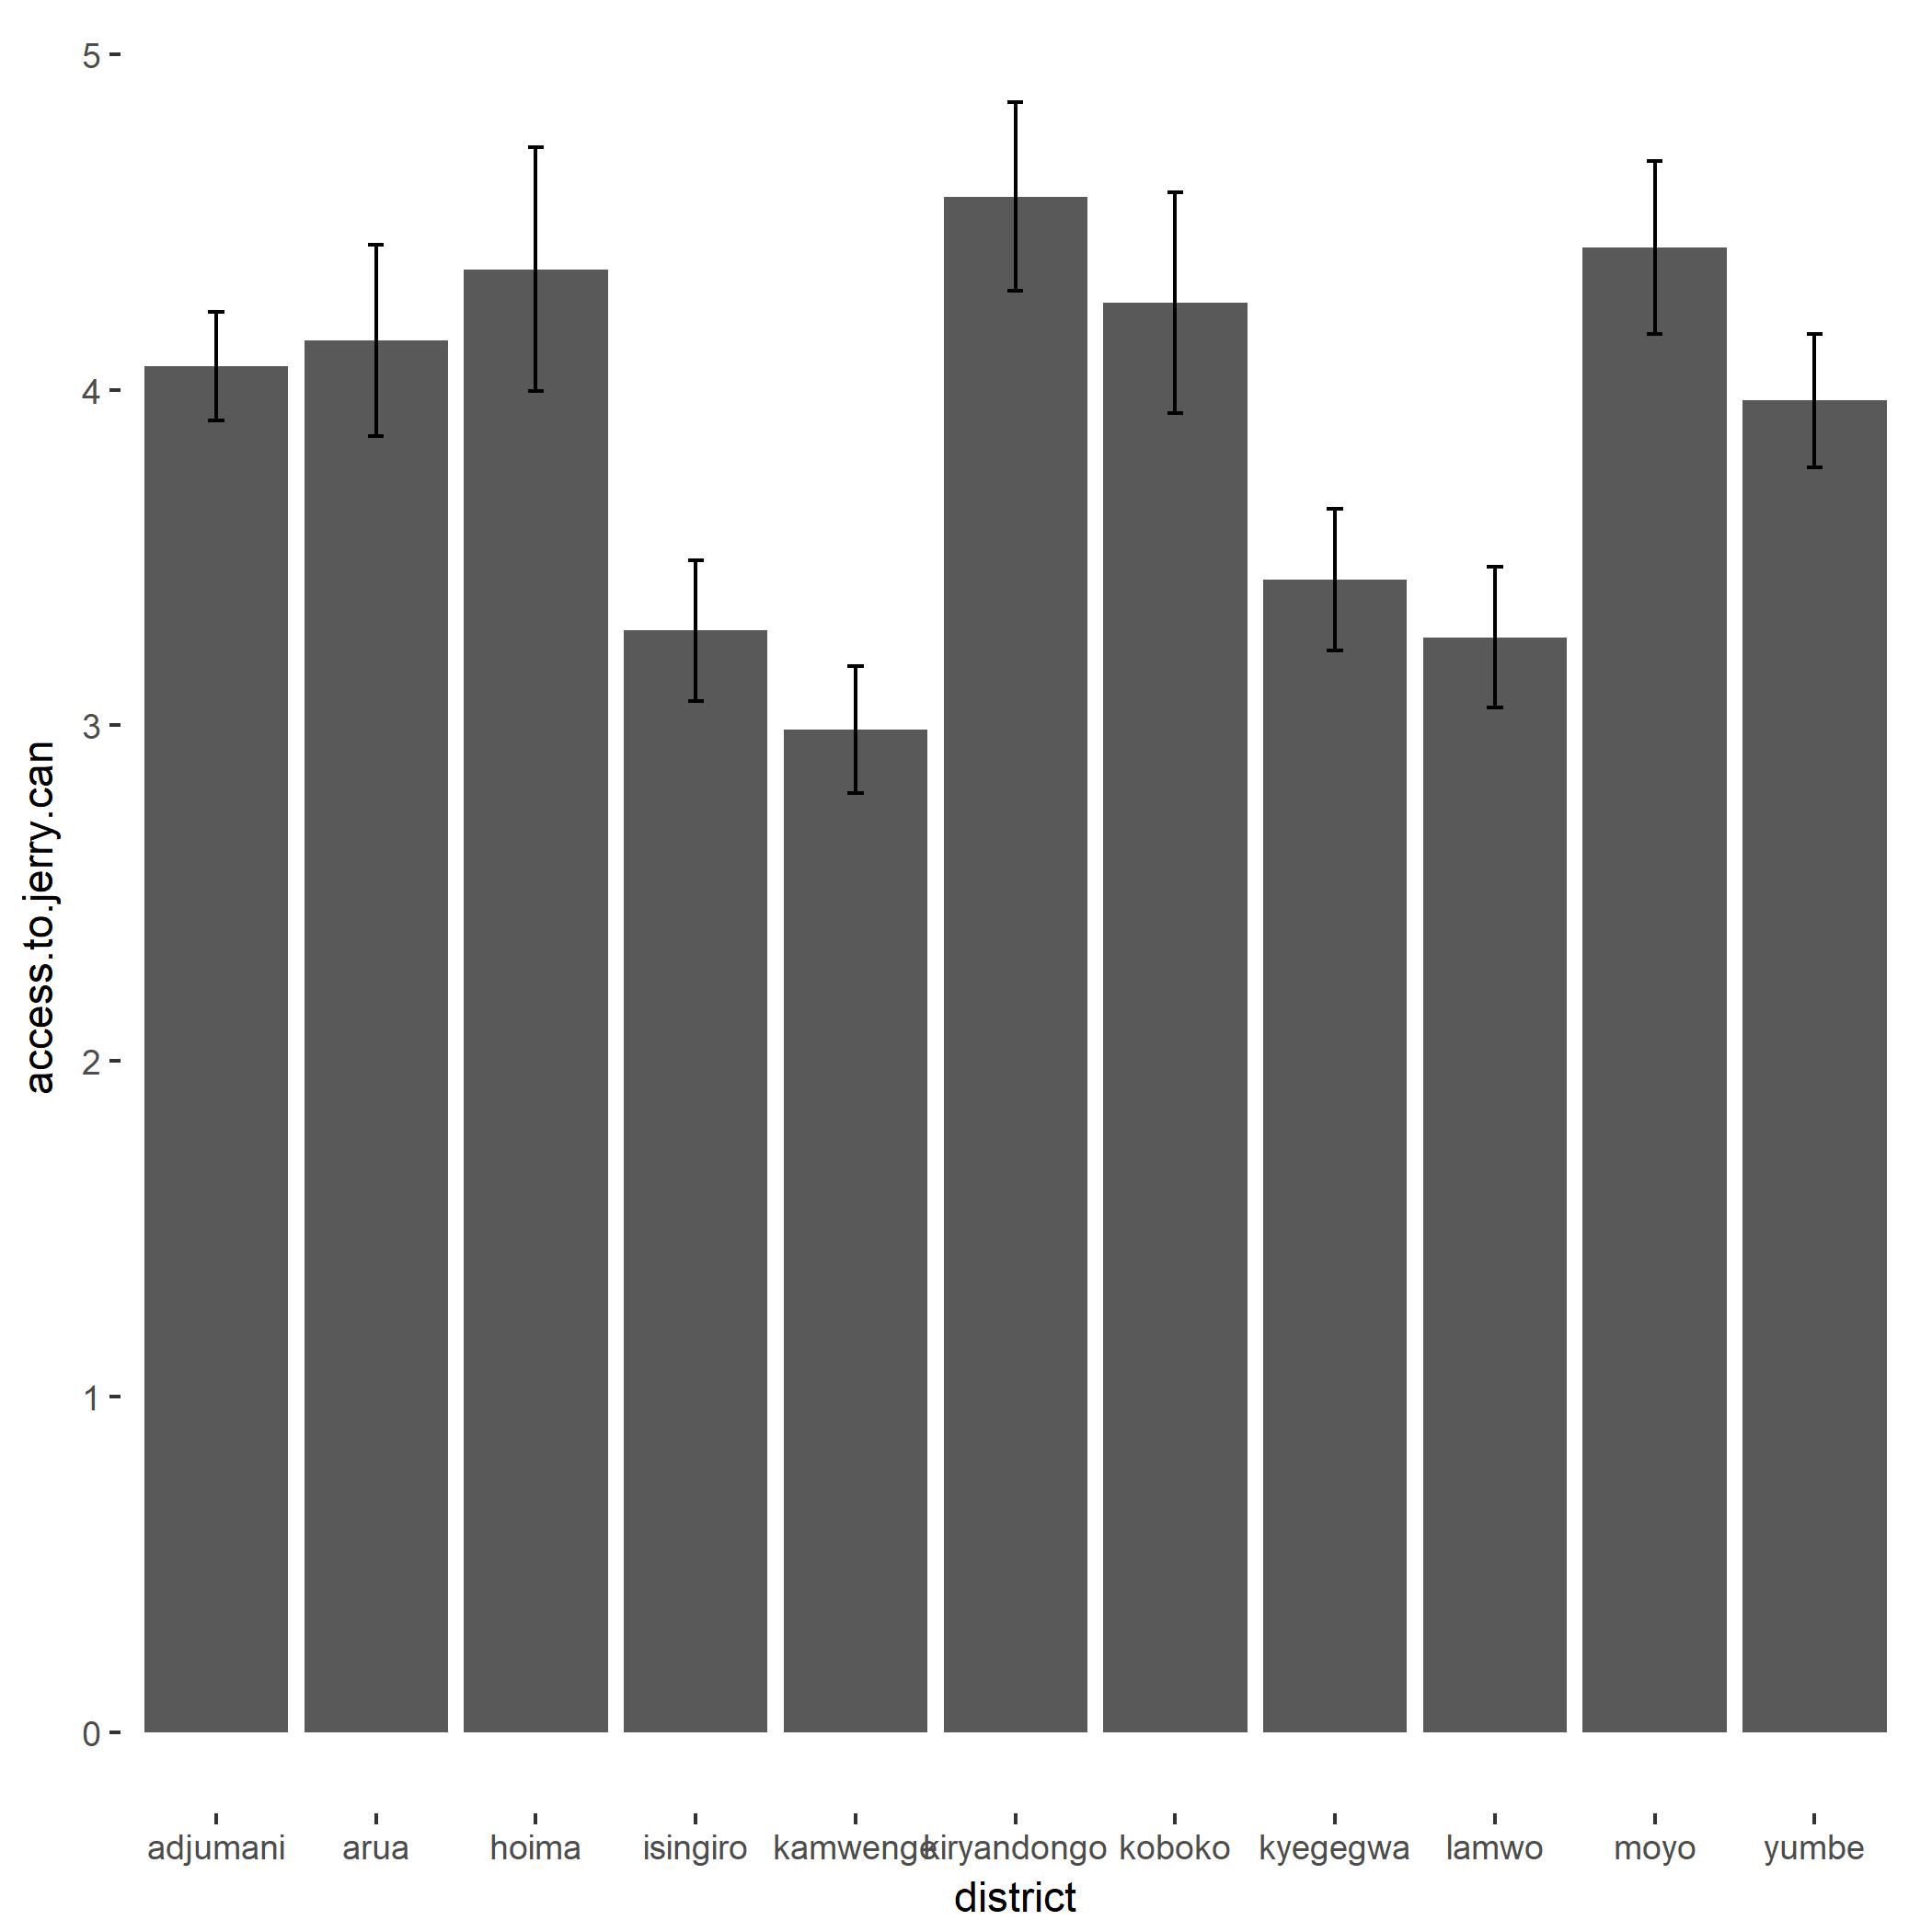 access.to.jerry.can
5
4
3
2
1
0
adjumani arua hoima isingiro kamwenge kiryandongo koboko kyegegwa lamwo moyo yumbe
district